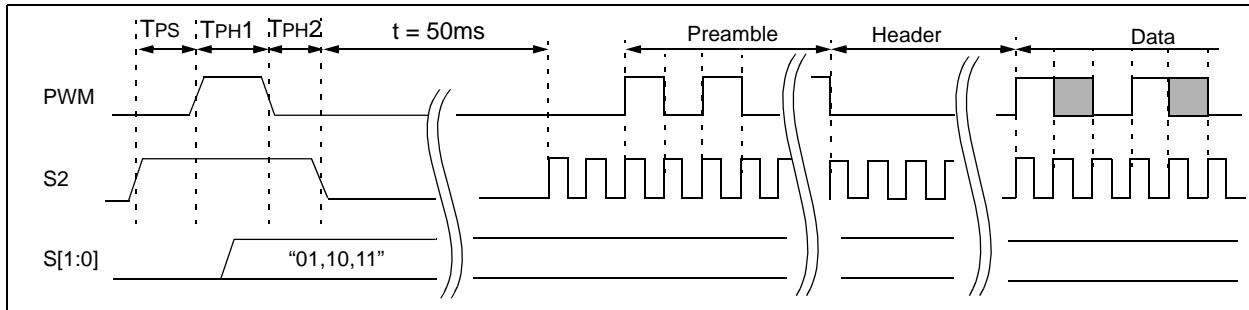 TPS TPH1 TPH2 t = 50ms Preamble Header Data
PWM
S2
S[1:0] “01,10,11”